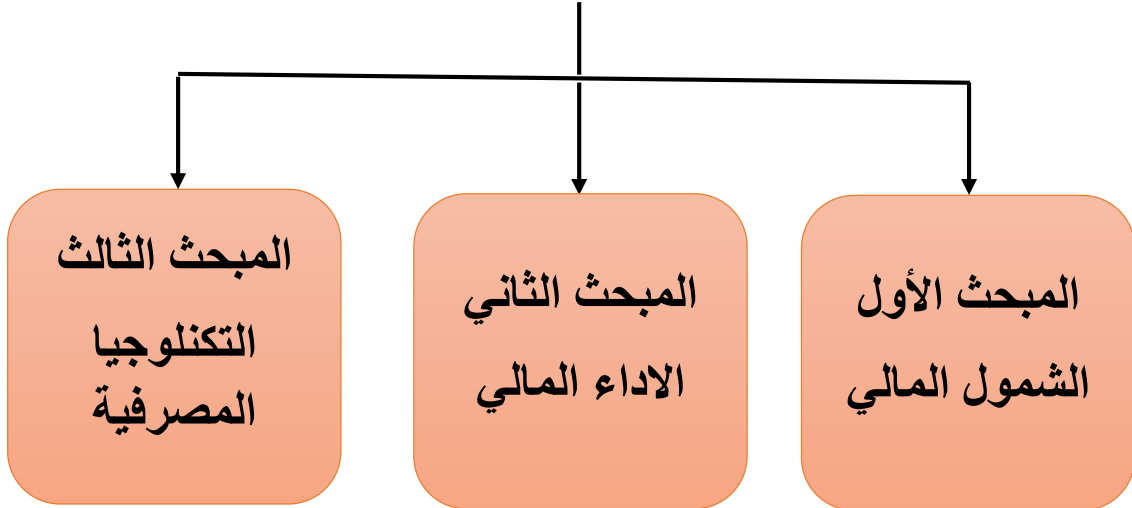 المبحث الأول
الشمول المالي
المبحث الثاني
الاداء المالي
المبحث الثالث
التكنلوجيا
المصرفية